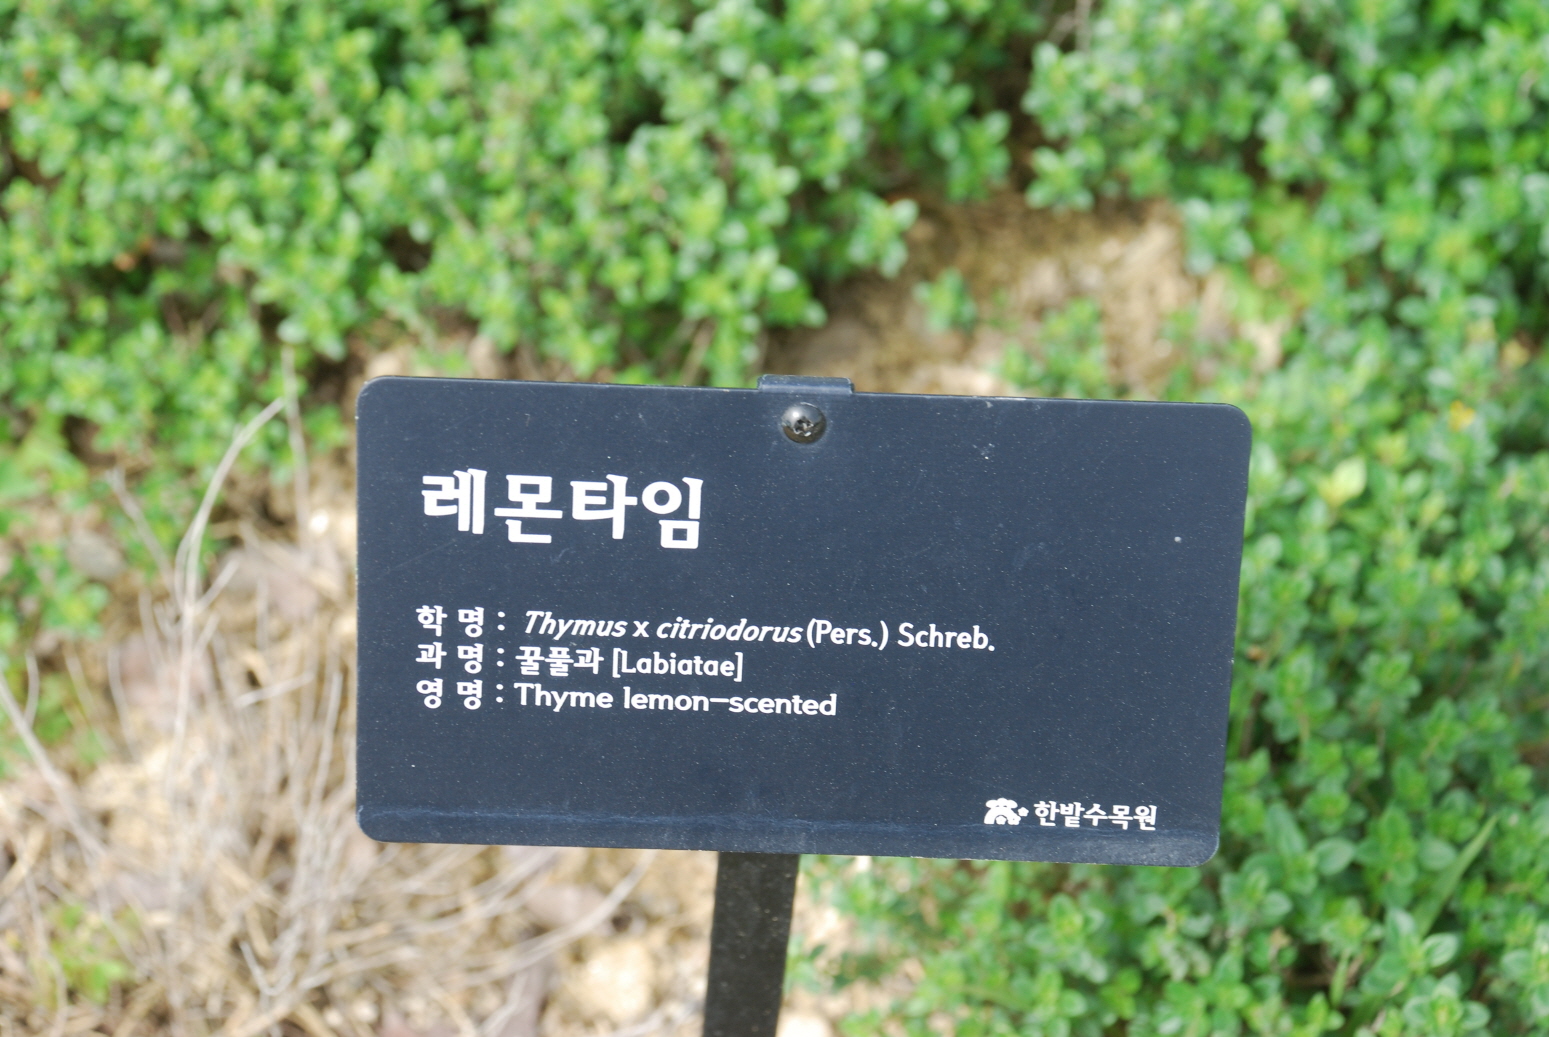 레몬타임
학 명 : Thymus x citriodorus (Pers.) Schreb.
과 명 : 꿀풀과 [Labiatae]
영 명 : Thyme lemon-scented
한밭수목원